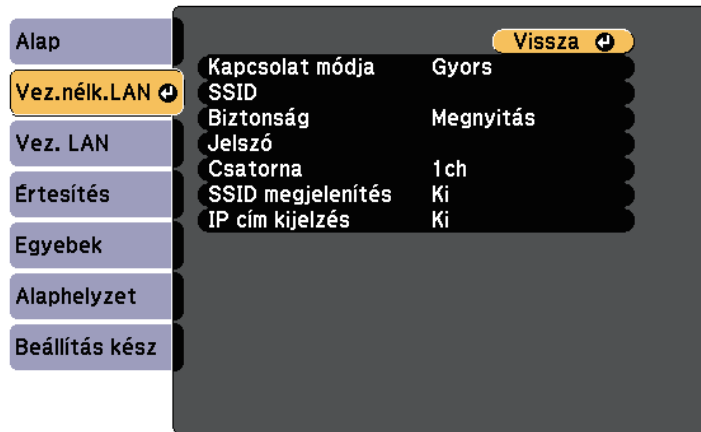 Alap
Vez.nélk.LAN
Vez. LAN
Értesítés
Egyebek
Alaphelyzet
Beállítás kész
Vissza
Kapcsolat módja Gyors
SSID
Biztonság Megnyitás
Jelszó
Csatorna 1ch
SSID megjelenítés Ki
IP cím kijelzés Ki